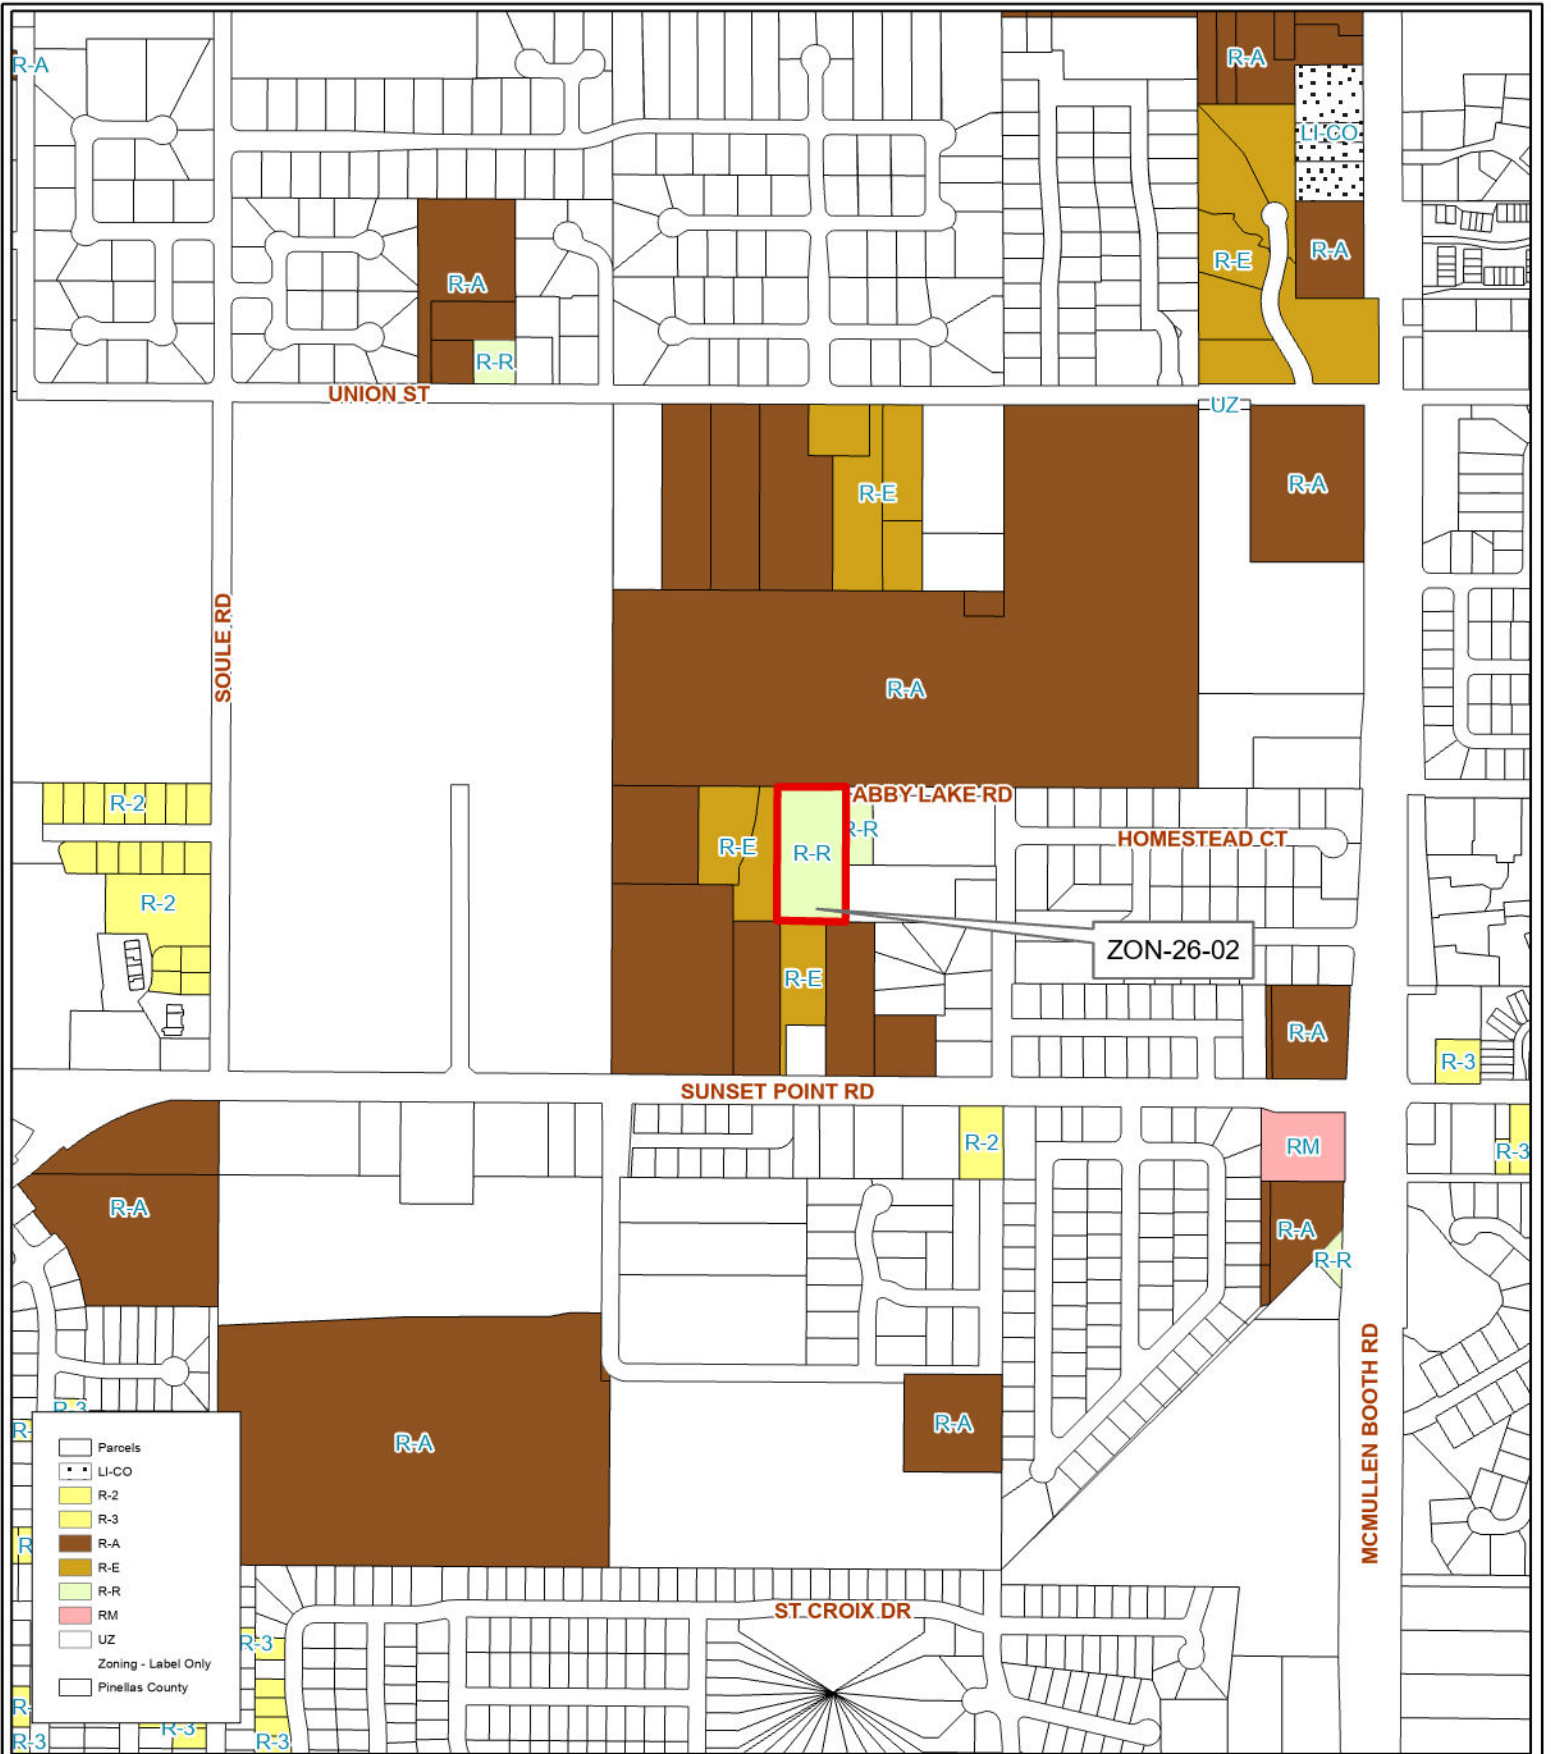 R-A
R-A
LI-CO
R-E
R-A
R-A
R-R
UNION ST
UZ
R-E
R-A
SOULE RD
R-A
R-2
ABBY LAKE RD
R-R
HOMESTEAD CT
R-E
R-R
R-2
ZON-26-02
R-E
R-A
R-3
SUNSET POINT RD
R-2
RM
R-3
R-A
R-A
R-R
MCMULLEN BOOTH RD
R-3
R-
R-A
R-A
Parcels
LI-CO
R-2
R-3
R-A
R-E
R-R
RM
UZ
Zoning - Label Only
Pinellas County
R
ST CROIX DR
R-3
R-
R-3
R-3
R-3